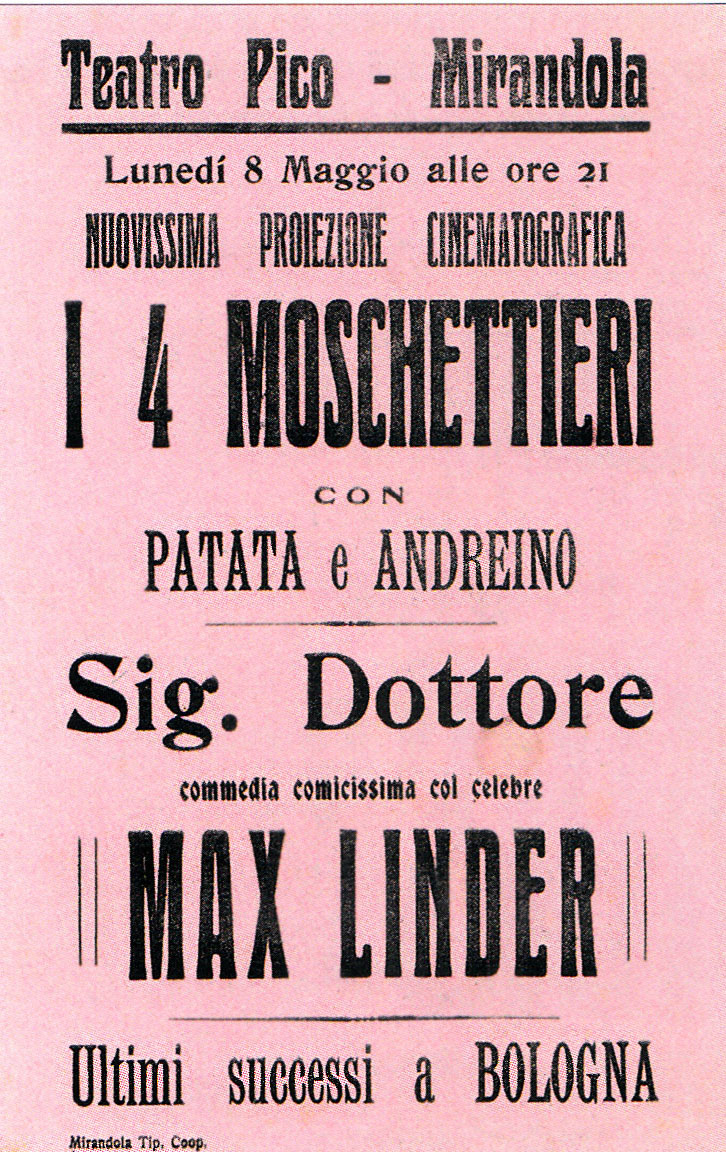 Teatro Pico - Mirandola
Lunedí 8 Maggio alle ore 21
NUOVISSIMA PROIEZIONE CINEMATOGRAFICA
I 4 MOSCHETTIERI
CON
PATATA e ANDREINO
Sig. Dottore
commedia comicissima col celebre
MAX LINDER
Ultimi successi a BOLOGNA
Mirandola Tip. Coop.